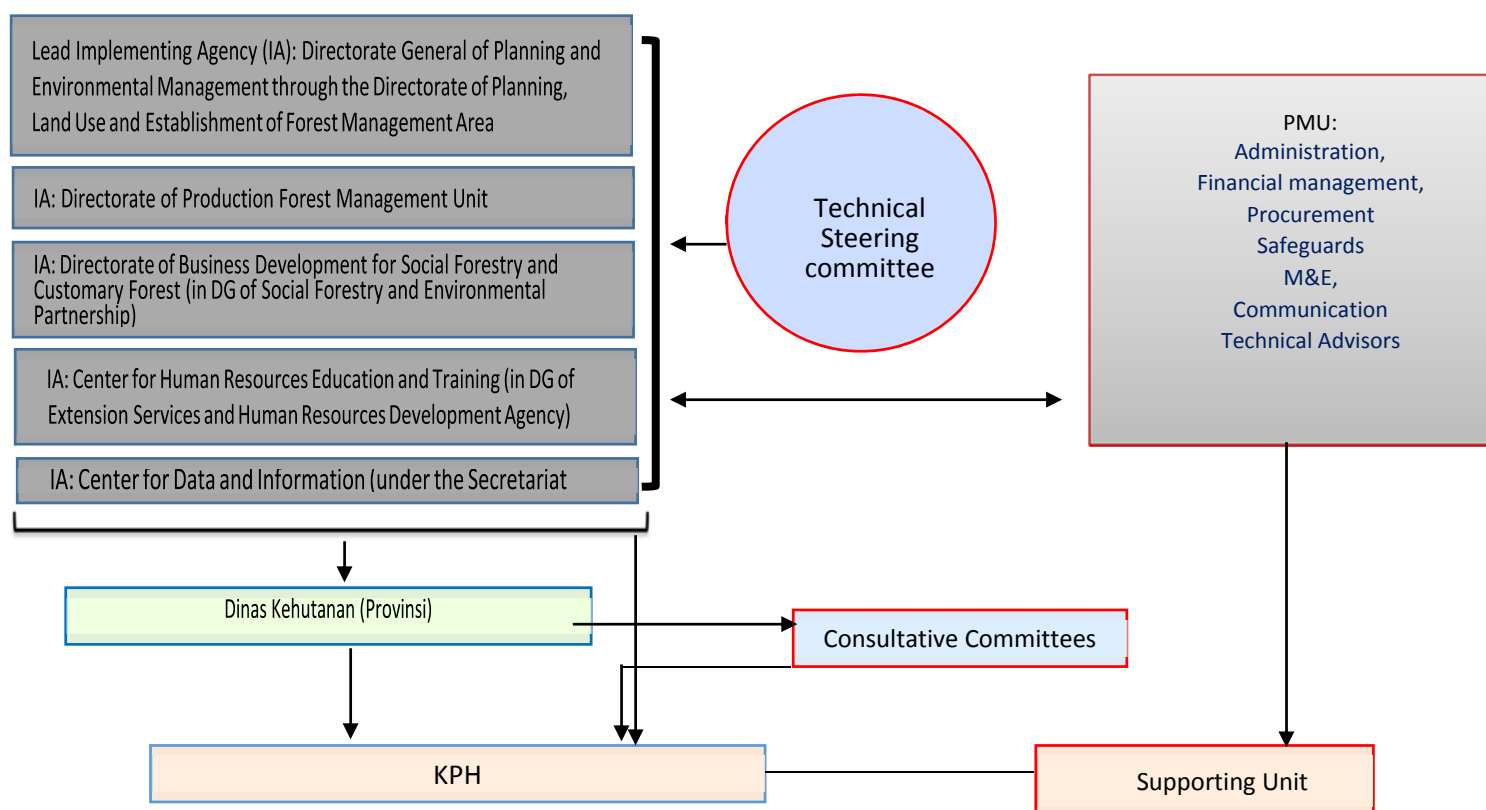 Lead Implementing Agency (IA): Directorate General of Planning and
Environmental Management through the Directorate of Planning,
Land Use and Establishment of Forest Management Area
IA: Directorate of Production Forest Management Unit
IA: Directorate of Business Development for Social Forestry and
Customary Forest (in DG of Social Forestry and Environmental
Partnership)
IA: Center for Human Resources Education and Training (in DG of
Extension Services and Human Resources Development Agency)
IA: Center for Data and Information (under the Secretariat
Technical
Steering
committee
PMU:
Administration,
Financial management,
Procurement
Safeguards
M&E,
Communication
Technical Advisors
Dinas Kehutanan (Provinsi)
Consultative Committees
KPH
Supporting Unit